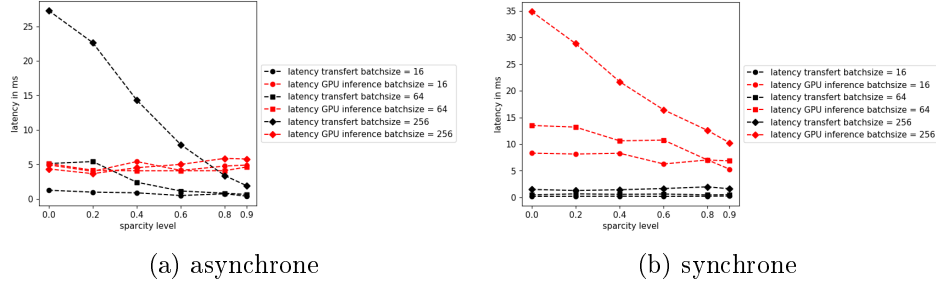 25
20
15
10
5
0
latency in ms
0.0 0.2 0.4 0.6 0.8 0.9
sparcity level
latency transfert batchsize = 16
latency GPU inference batchsize = 16
latency transfert batchsize = 64
latency GPU inference batchsize = 64
latency transfert batchsize = 256
latency GPU inference batchsize = 256
(a) asynchrone
35
30
25
20
15
10
5
0
latency in ms
0.0 0.2 0.4 0.6 0.8 0.9
sparcity level
latency transfert batchsize = 16
latency GPU inference batchsize = 16
latency transfert batchsize = 64
latency GPU inference batchsize = 64
latency transfert batchsize = 256
latency GPU inference batchsize = 256
(b) synchrone